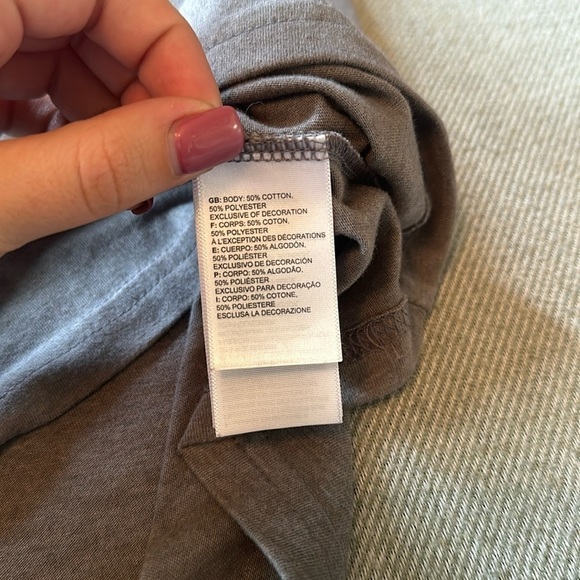 GB: BODY: 50% COTTON,
50% POLYESTER
EXCLUSIVE OF DECORATION
F: CORPS: 50% COTON,
50% POLYESTER
À L'EXCEPTION DES DÉCORATIONS
E: CUERPO: 50% ALGODÓN,
50% POLIÉSTER
EXCLUSIVO DE DECORACIÓN
P: CORPO: 50% ALGODÃO,
50% POLIÉSTER
EXCLUSIVO PARA DECORAÇÃO
I: CORPO: 50% COTONE,
50% POLIESTERE
ESCLUSA LA DECORAZIONE